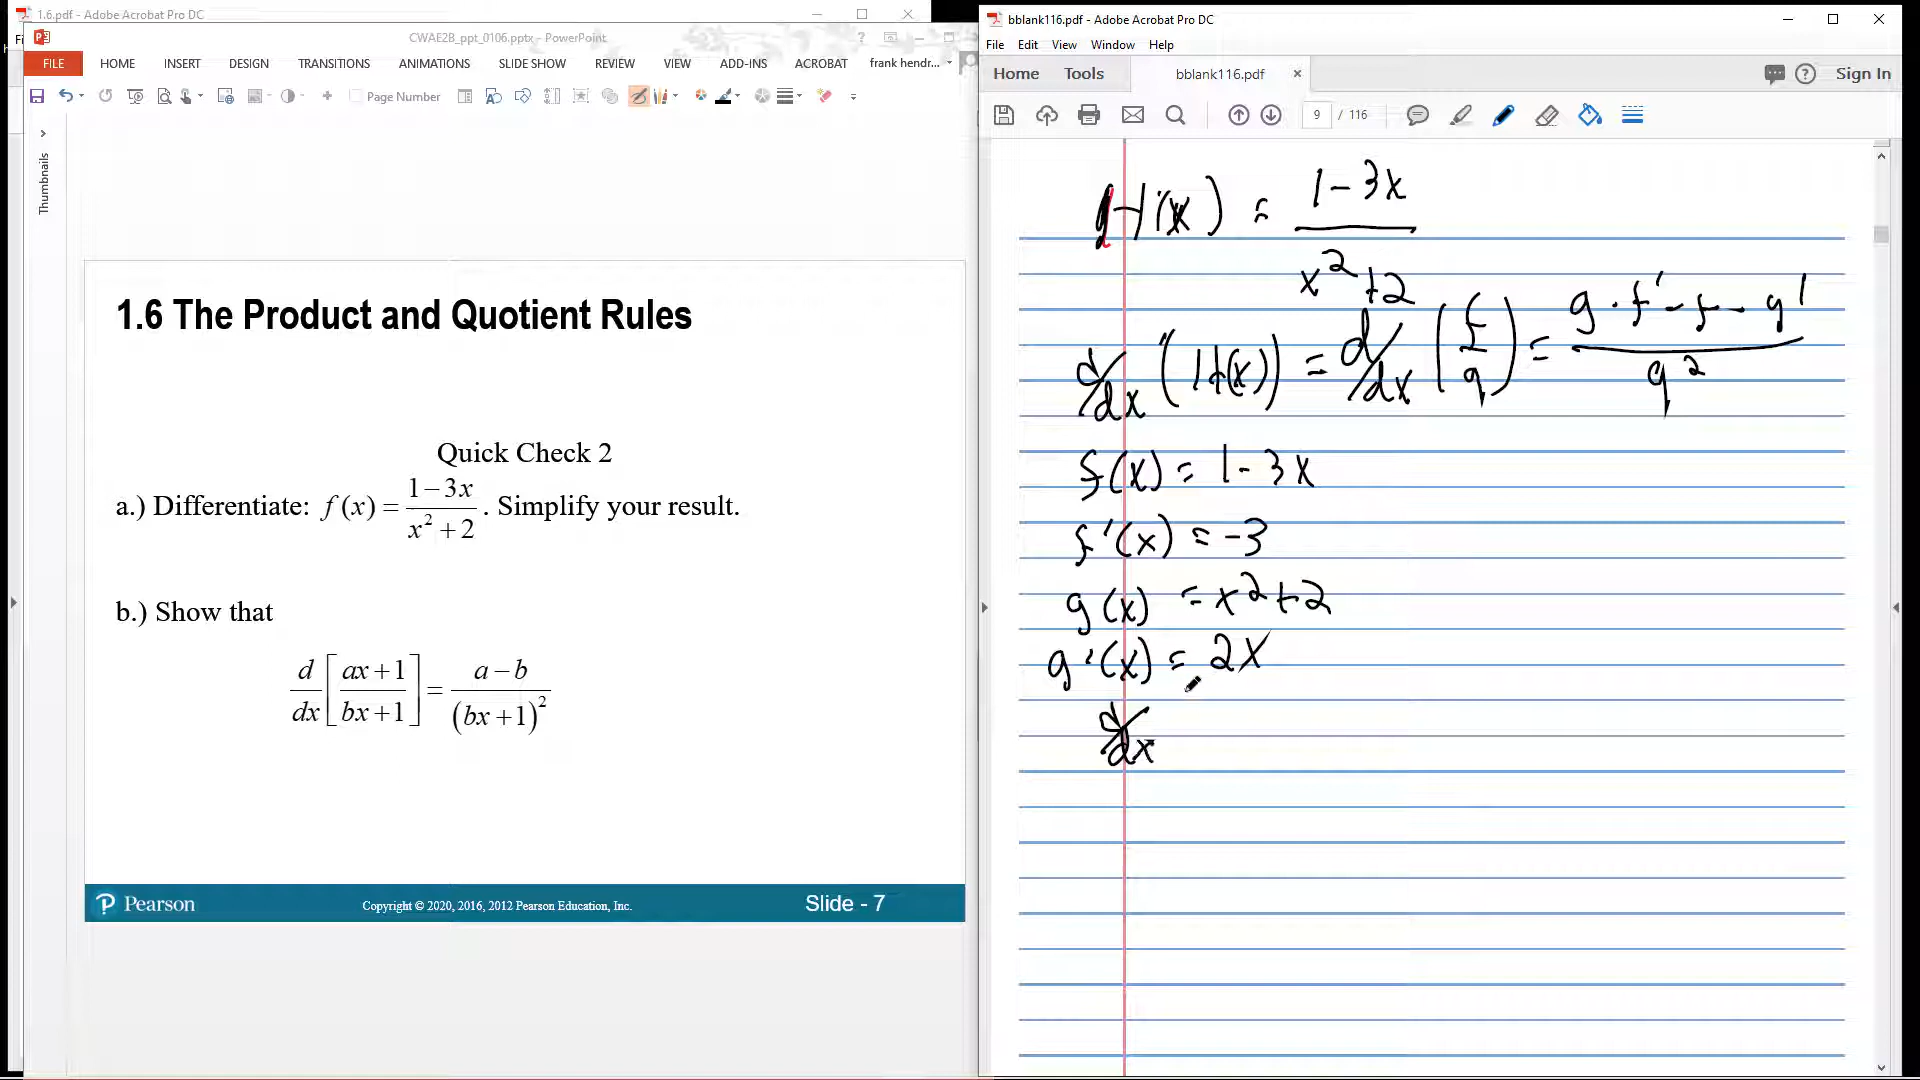 1.6.pdf - Adobe Acrobat Pro DC
CWAE2B_ppt_0106.pptx - PowerPoint
FILE HOME INSERT DESIGN TRANSITIONS ANIMATIONS SLIDE SHOW REVIEW VIEW ADD-INS ACROBAT frank hendr...
Page Number
Thumbnails
1.6 The Product and Quotient Rules
Quick Check 2
a.) Differentiate: f(x) = (1−3x)/(x²+2). Simplify your result.
b.) Show that
d/dx [(ax+1)/(bx+1)] = (a−b)/(bx+1)²
Pearson Copyright © 2020, 2016, 2012 Pearson Education, Inc. Slide - 7
bblank116.pdf - Adobe Acrobat Pro DC
File Edit View Window Help
Home Tools bblank116.pdf × Sign In
9 / 116
H(x) = (1-3x)/(x²+2)
d/dx (H(x)) = d/dx (f/g) = (g·f' - f - g')/g²
f(x) = 1-3x
f'(x) = -3
g(x) = x²+2
g'(x) = 2x
d/dx